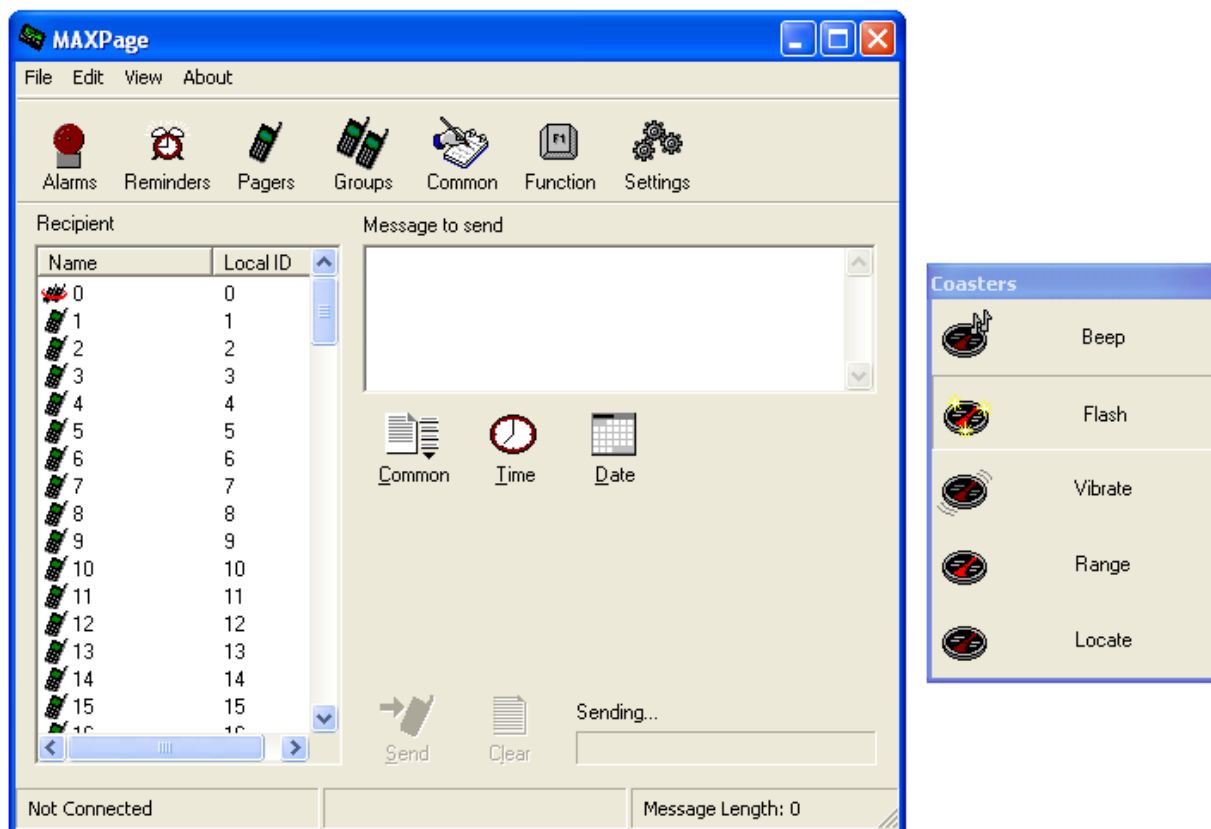 MAXPage
File Edit View About
F1
Alarms Reminders Pagers Groups Common Function Settings
Recipient
Message to send
Name Local ID
0 0
1 1
2 2
3 3
4 4
5 5
6 6
7 7
8 8
9 9
10 10
11 11
12 12
13 13
14 14
15 15
Common Time Date
Send Clear
Sending...
Not Connected
Message Length: 0
Coasters
Beep
Flash
Vibrate
Range
Locate